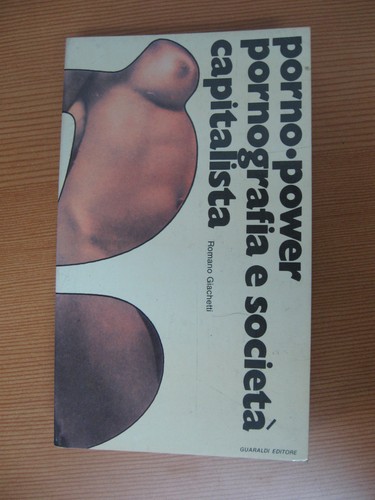 porno•power
pornografia e società
capitalista
Romano Giachetti
GUARALDI EDITORE